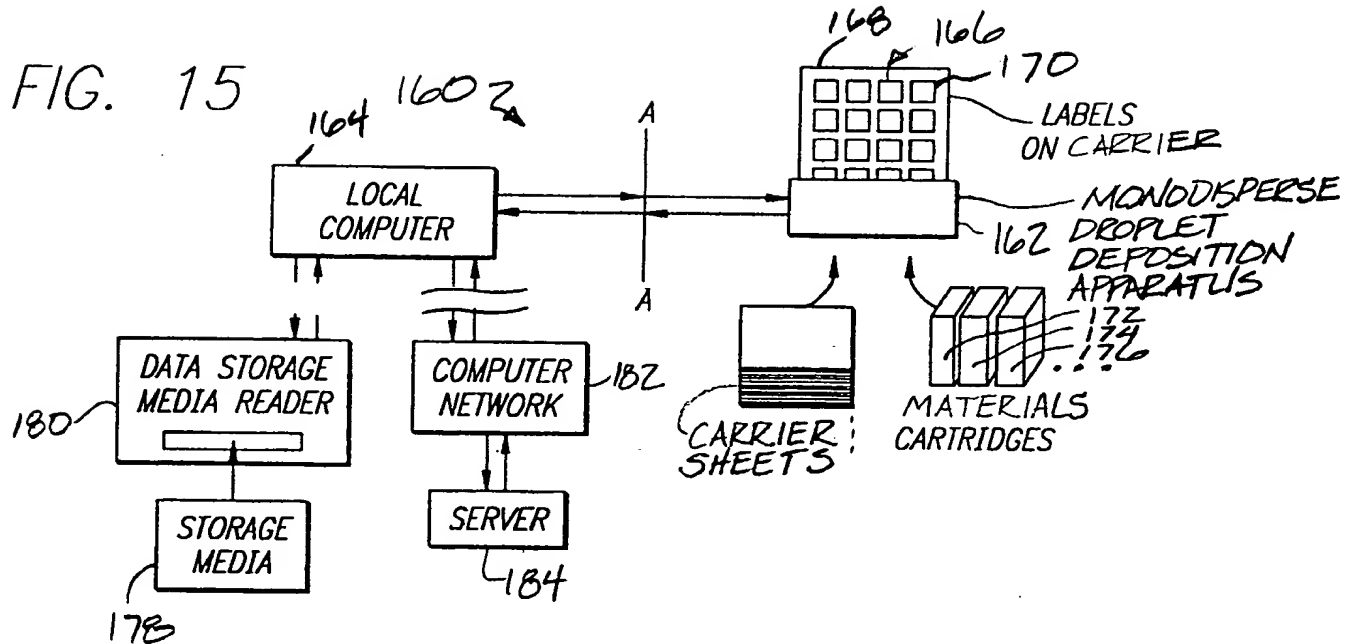 FIG. 15
160
164
LOCAL
COMPUTER
A
A
168
166
170
LABELS
ON CARRIER
162
MONODISPERSE
DROPLET
DEPOSITION
APPARATUS
172
174
176
...
MATERIALS
CARTRIDGES
CARRIER
SHEETS
DATA STORAGE
MEDIA READER
180
STORAGE
MEDIA
178
COMPUTER
NETWORK
182
SERVER
184